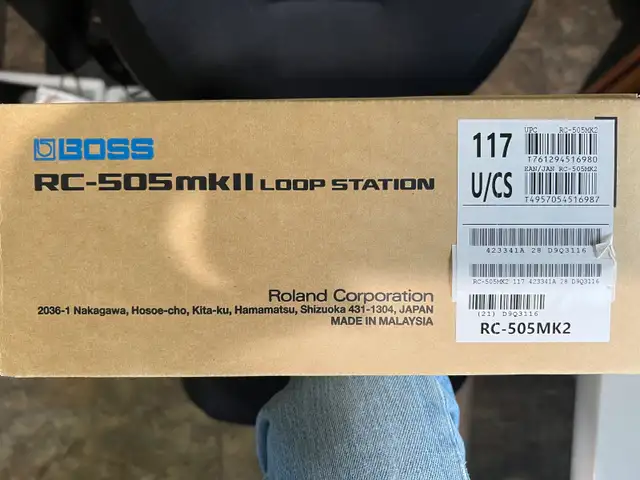 BOSS
RC-505mkII LOOP STATION
Roland Corporation
2036-1 Nakagawa, Hosoe-cho, Kita-ku, Hamamatsu, Shizuoka 431-1304, JAPAN
MADE IN MALAYSIA
117
U/CS
UPC RC-505MK2
T761294516980
EAN/JAN RC-505MK2
T4957054516987
423341A 28 D9Q3116
RC-505MK2 117 423341A 28 D9Q3116
(21) D9Q3116
RC-505MK2